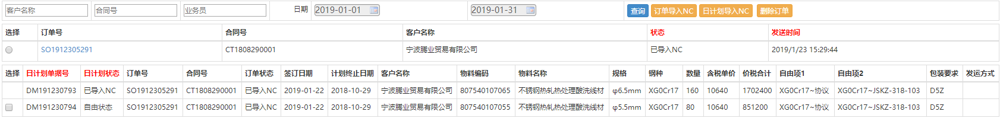 客户名称 合同号 业务员 日期 2019-01-01 2019-01-31 查询 订单导入NC 日计划导入NC 删除订单
选择 订单号 合同号 客户名称 状态 发送时间
SO1912305291 CT1808290001 宁波腾业贸易有限公司 已导入NC 2019/1/23 15:29:44
选择 日计划单据号 日计划状态 订单号 合同号 订单状态 签订日期 计划终止日期 客户名称 物料编码 物料名称 规格 钢种 数量 含税单价 价税合计 自由项1 自由项2 包装要求 发运方式
DM191230793 已导入NC SO1912305291 CT1808290001 已导入NC 2019-01-22 2018-10-29 宁波腾业贸易有限公司 807540107065 不锈钢热轧热处理酸洗线材 φ6.5mm XG0Cr17 160 10640 1702400 XG0Cr17~协议 XG0Cr17~JSKZ-318-103 D5Z
DM191230794 自由状态 SO1912305291 CT1808290001 已导入NC 2019-01-22 2018-10-29 宁波腾业贸易有限公司 807540107055 不锈钢热轧热处理酸洗线材 φ5.5mm XG0Cr17 80 10640 851200 XG0Cr17~协议 XG0Cr17~JSKZ-318-103 D5Z